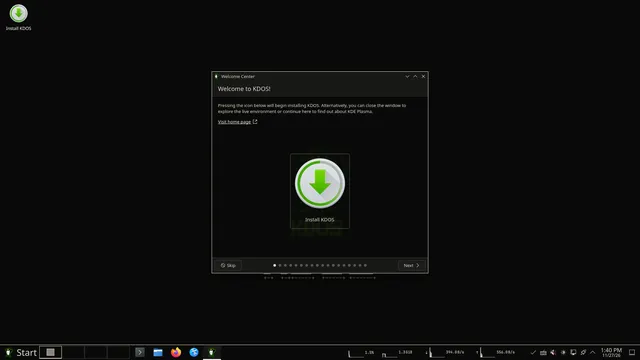 Install KDOS
Welcome Center
Welcome to KDOS!
Pressing the icon below will begin installing KDOS. Alternatively, you can close the window to
explore the live environment or continue here to find out about KDE Plasma.
Visit home page
Install KDOS
Skip
Next
Start
1:40 PM